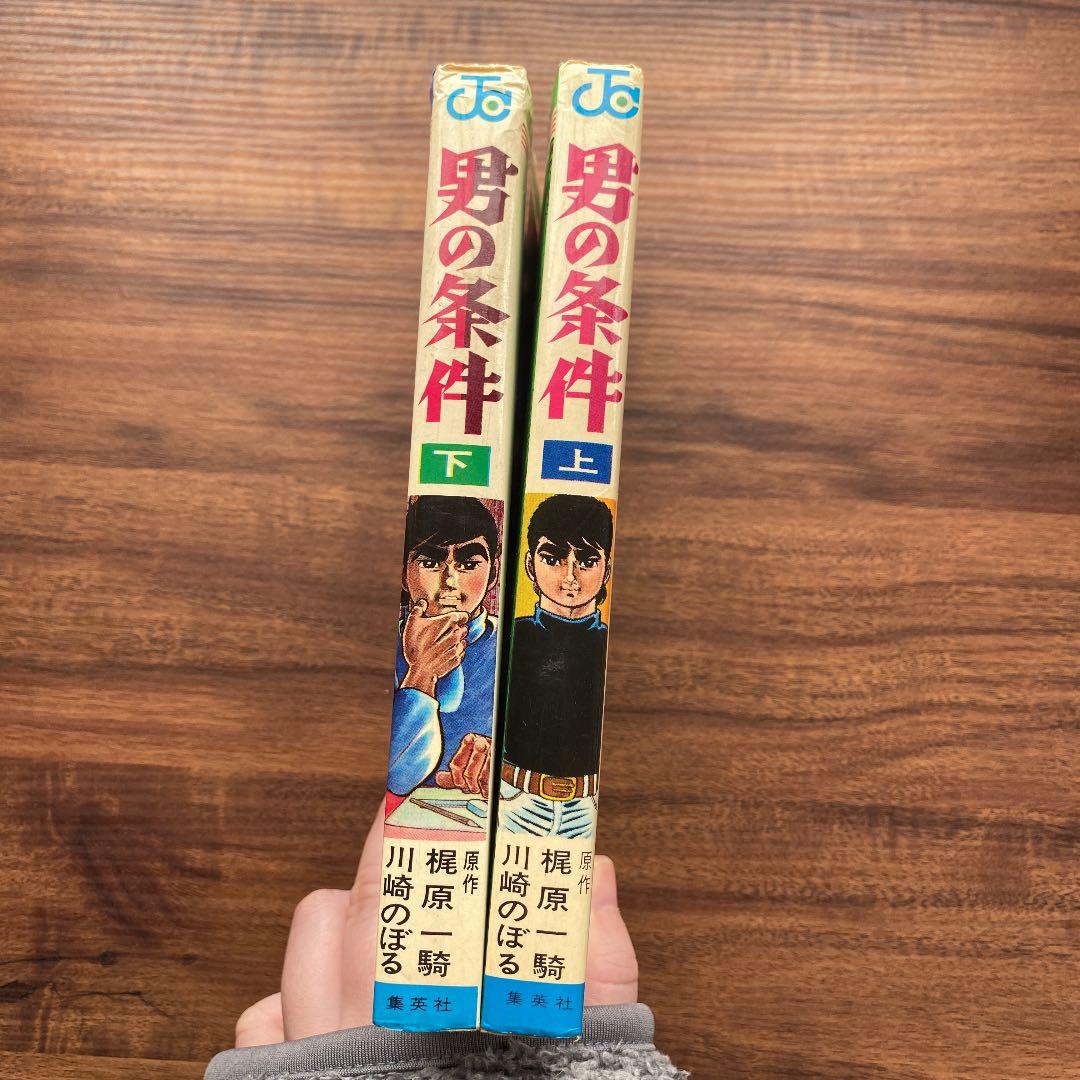 JC
男の条件
下
原作
梶原一騎
川崎のぼる
集英社
JC
男の条件
上
原作
梶原一騎
川崎のぼる
集英社